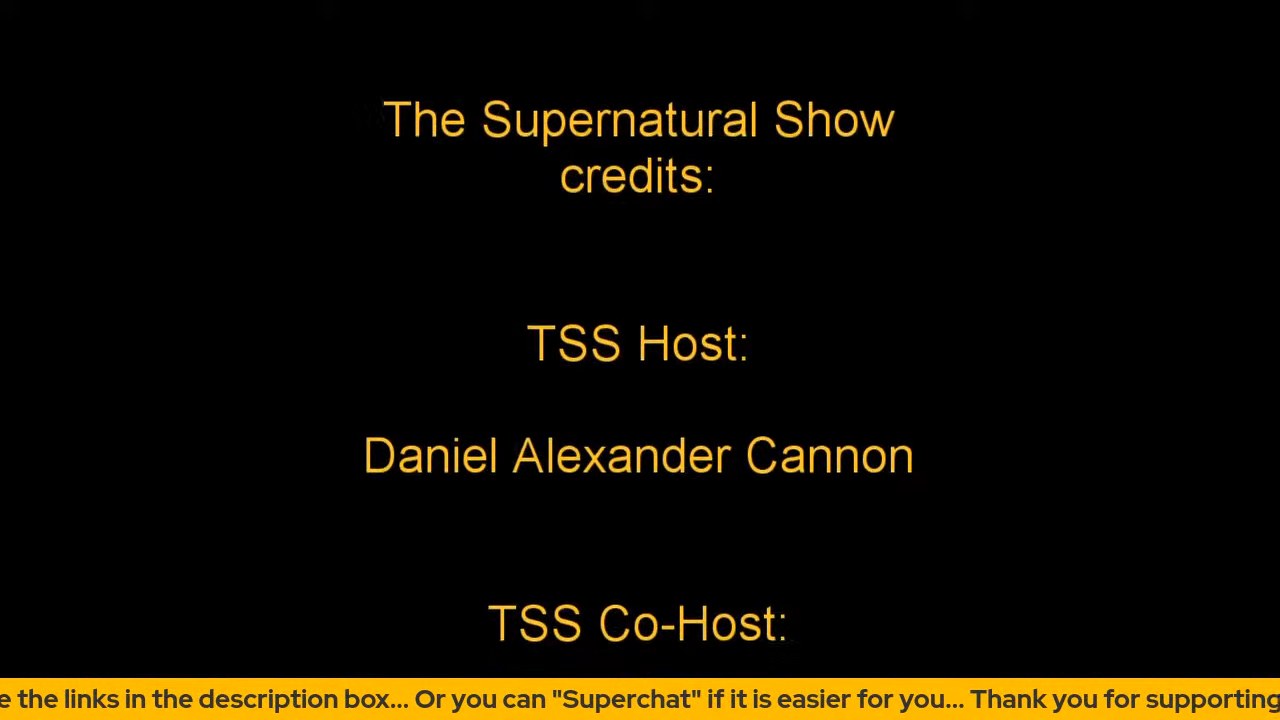 The Supernatural Show
credits:
TSS Host:
Daniel Alexander Cannon
TSS Co-Host:
e the links in the description box... Or you can "Superchat" if it is easier for you... Thank you for supporting